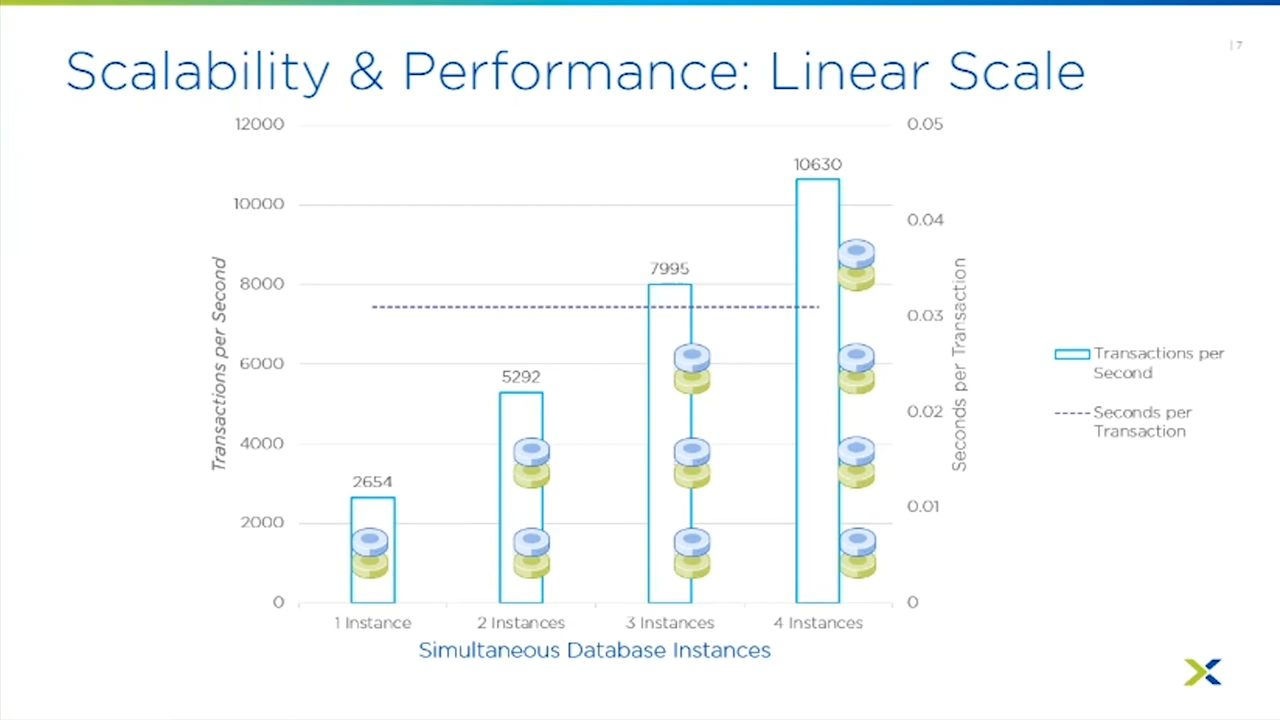 | 7
Scalability & Performance: Linear Scale
12000
10000
8000
6000
4000
2000
0
Transactions per Second
2654
5292
7995
10630
0.05
0.04
0.03
0.02
0.01
0
Seconds per Transaction
1 Instance
2 Instances
3 Instances
4 Instances
Simultaneous Database Instances
Transactions per
Second
Seconds per
Transaction